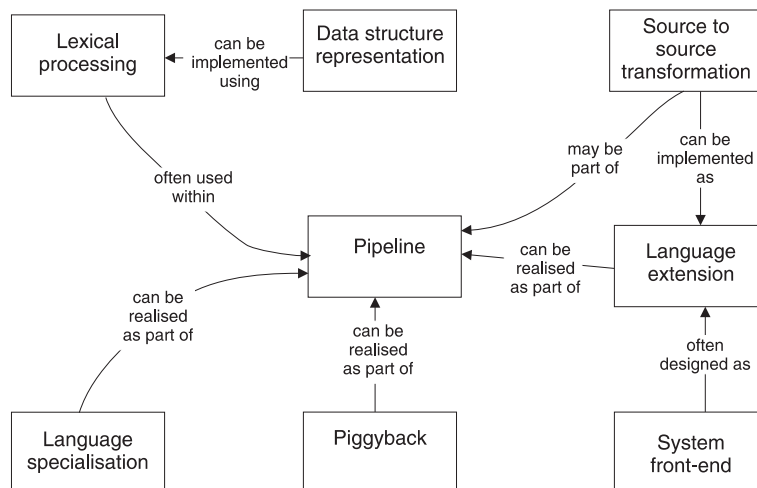 Lexical
processing
can be
implemented
using
Data structure
representation
Source to
source
transformation
often used
within
may be
part of
can be
implemented
as
Pipeline
can be
realised
as part of
Language
extension
can be
realised
as part of
can be
realised
as part of
often
designed as
Language
specialisation
Piggyback
System
front-end